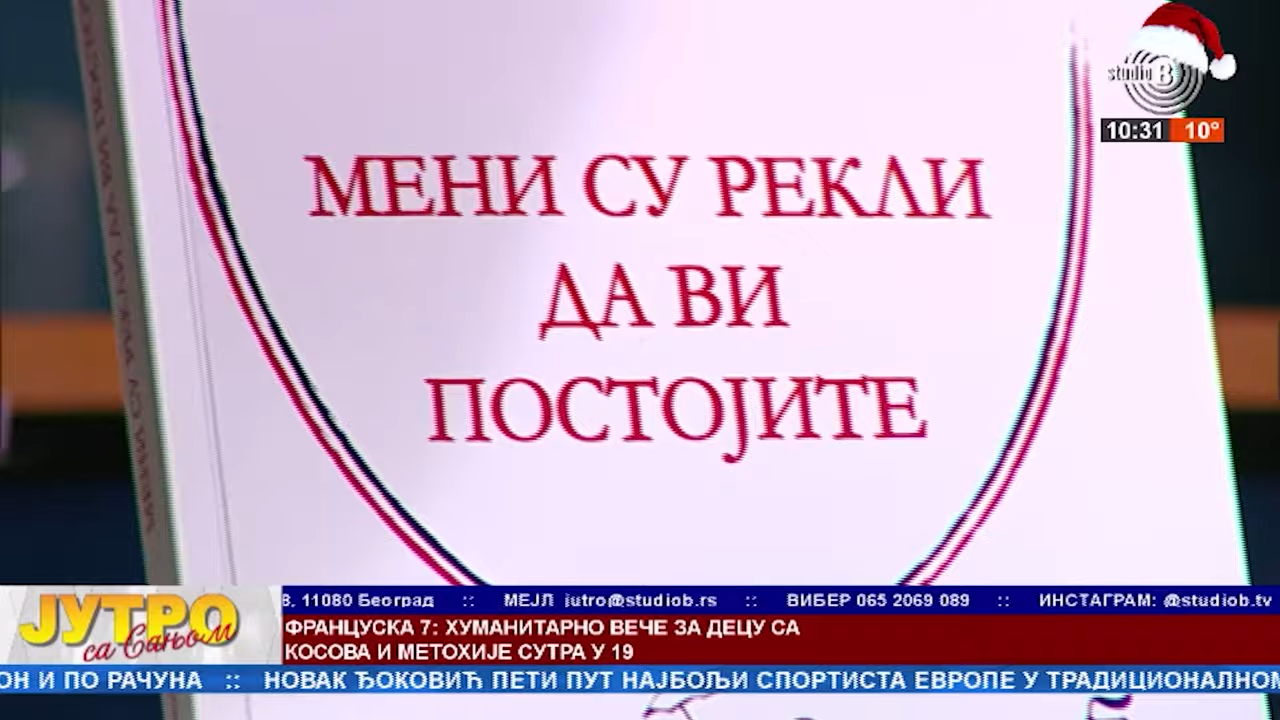 studio B
10:31 10°
МЕНИ СУ РЕКЛИ
ДА ВИ
ПОСТОЈИТЕ
ЈУТРО
са Сањом
11080 Београд :: МЕЈЛ jutro@studiob.rs :: ВИБЕР 065 2069 089 :: ИНСТАГРАМ: @studiob.tv
ФРАНЦУСКА 7: ХУМАНИТАРНО ВЕЧЕ ЗА ДЕЦУ СА
КОСОВА И МЕТОХИЈЕ СУТРА У 19
И ПО РАЧУНА :: НОВАК ЂОКОВИЋ ПЕТИ ПУТ НАЈБОЉИ СПОРТИСТА ЕВРОПЕ У ТРАДИЦИОНАЛНОМ